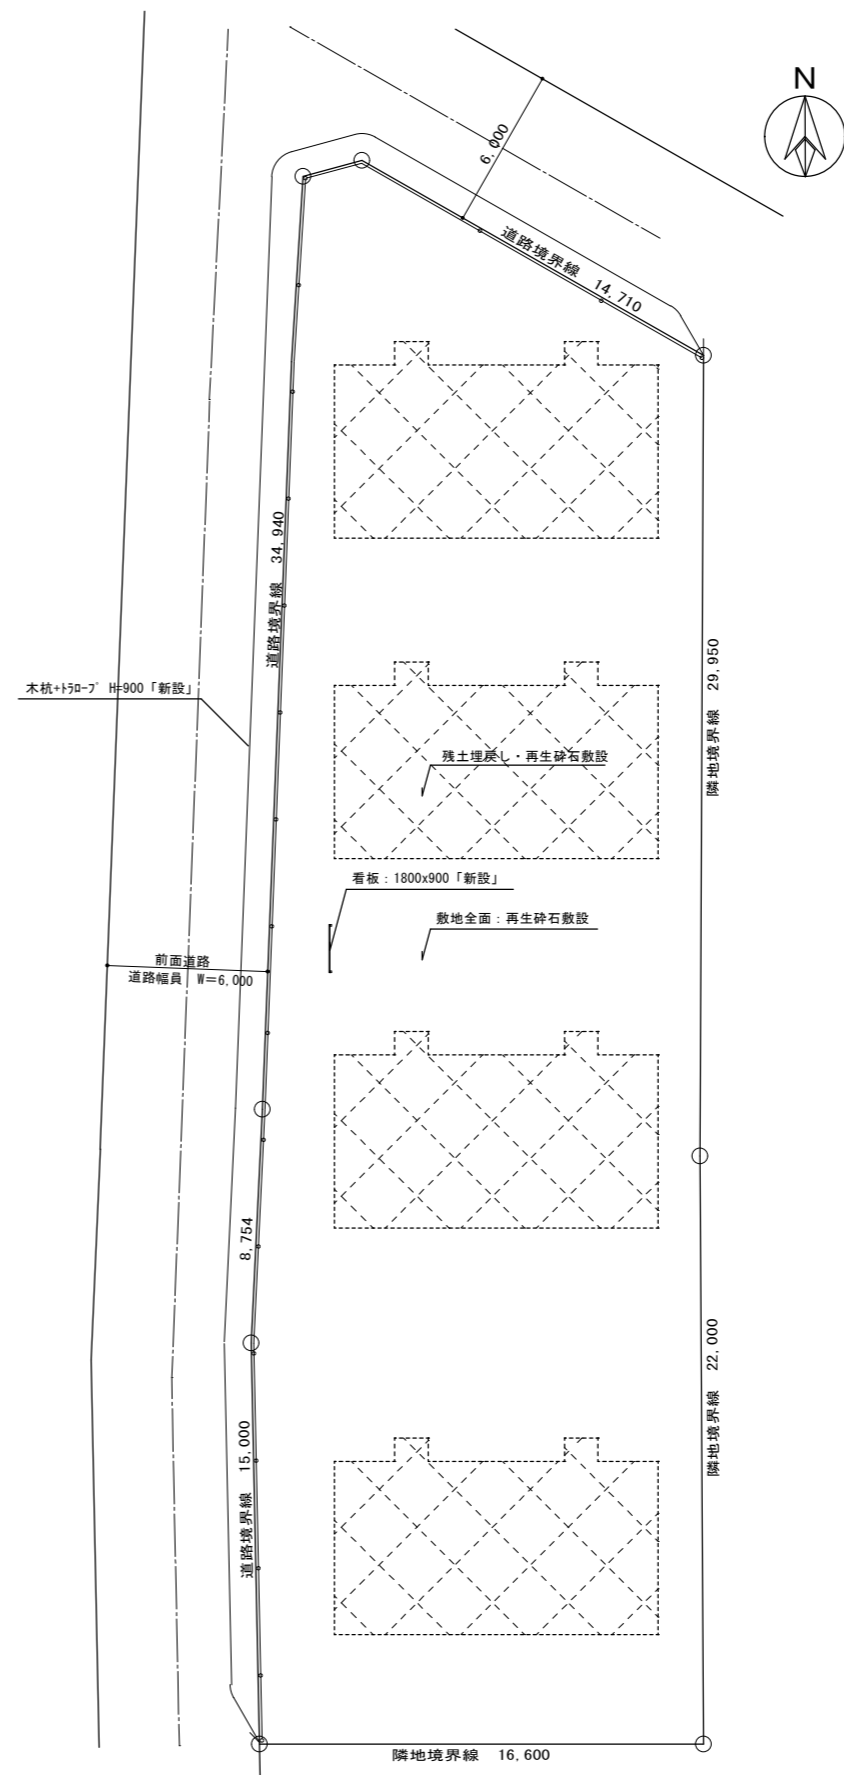 N
6,000
道路境界線　14,710
道路境界線　34,940
隣地境界線　29,950
木杭+トラロープ H=900「新設」
残土埋戻し・再生砕石敷設
看板：1800x900「新設」
敷地全面：再生砕石敷設
前面道路
道路幅員　W=6,000
8,754
隣地境界線　22,000
道路境界線　15,000
隣地境界線　16,600